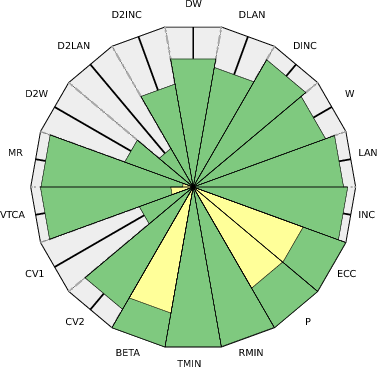 DW
D2INC
DLAN
D2LAN
DINC
D2W
W
MR
LAN
VTCA
INC
CV1
ECC
CV2
P
BETA
RMIN
TMIN